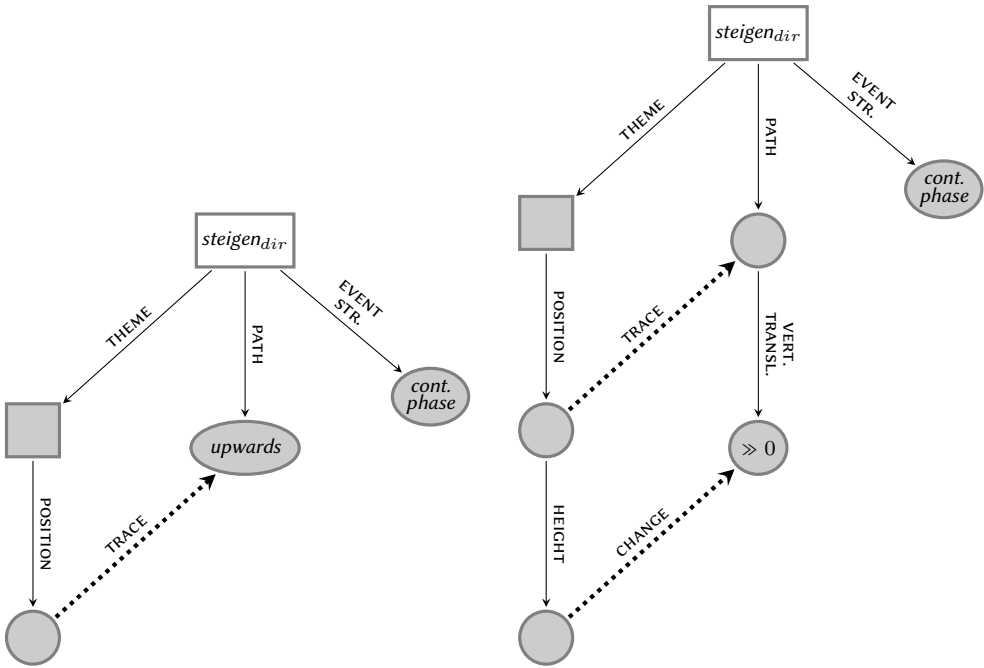 steigen_dir
THEME
PATH
EVENT
STR.
cont.
phase
upwards
POSITION
TRACE
steigen_dir
THEME
PATH
EVENT
STR.
cont.
phase
POSITION
TRACE
VERT.
TRANSL.
≫ 0
HEIGHT
CHANGE